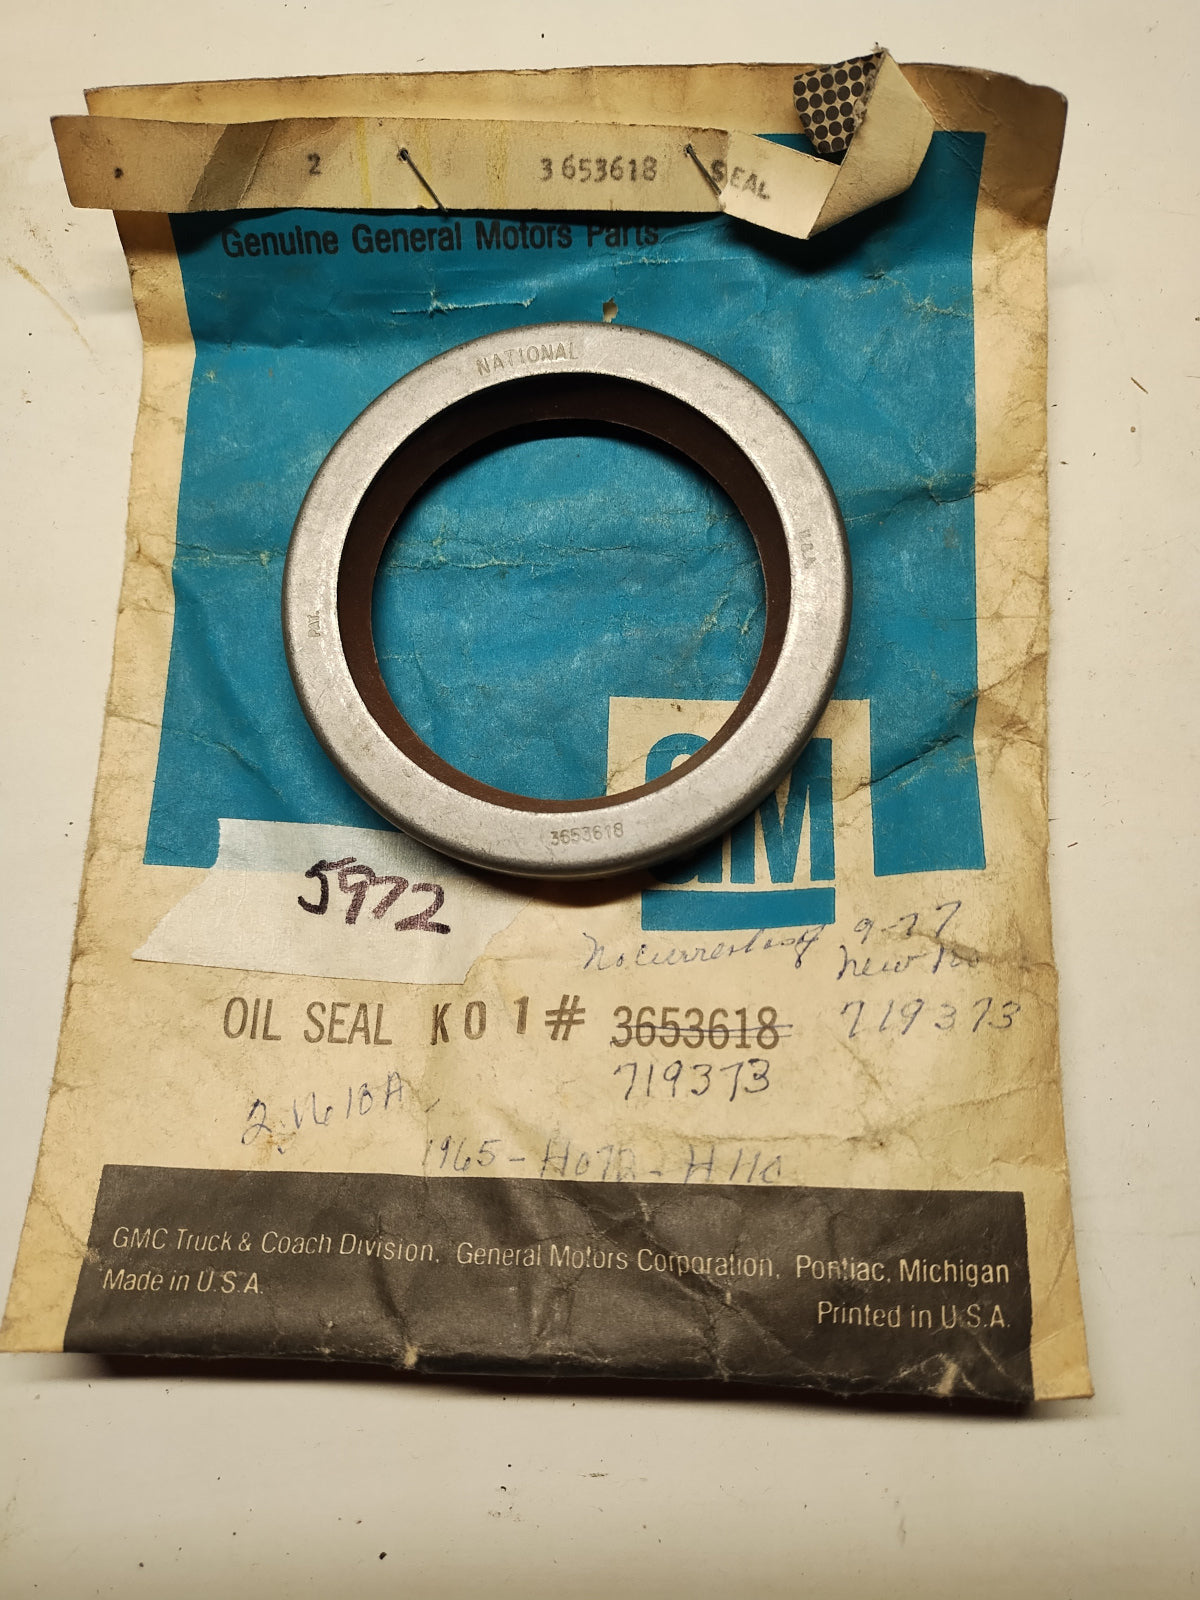 2 3653618 SEAL
Genuine General Motors Parts
NATIONAL
U.S.A.
PAT.
3653618
GM
5972
9-77
New No
OIL SEAL K01# 3653618 719373
719373
1965-
GMC Truck & Coach Division, General Motors Corporation, Pontiac, Michigan
Made in U.S.A.
Printed in U.S.A.